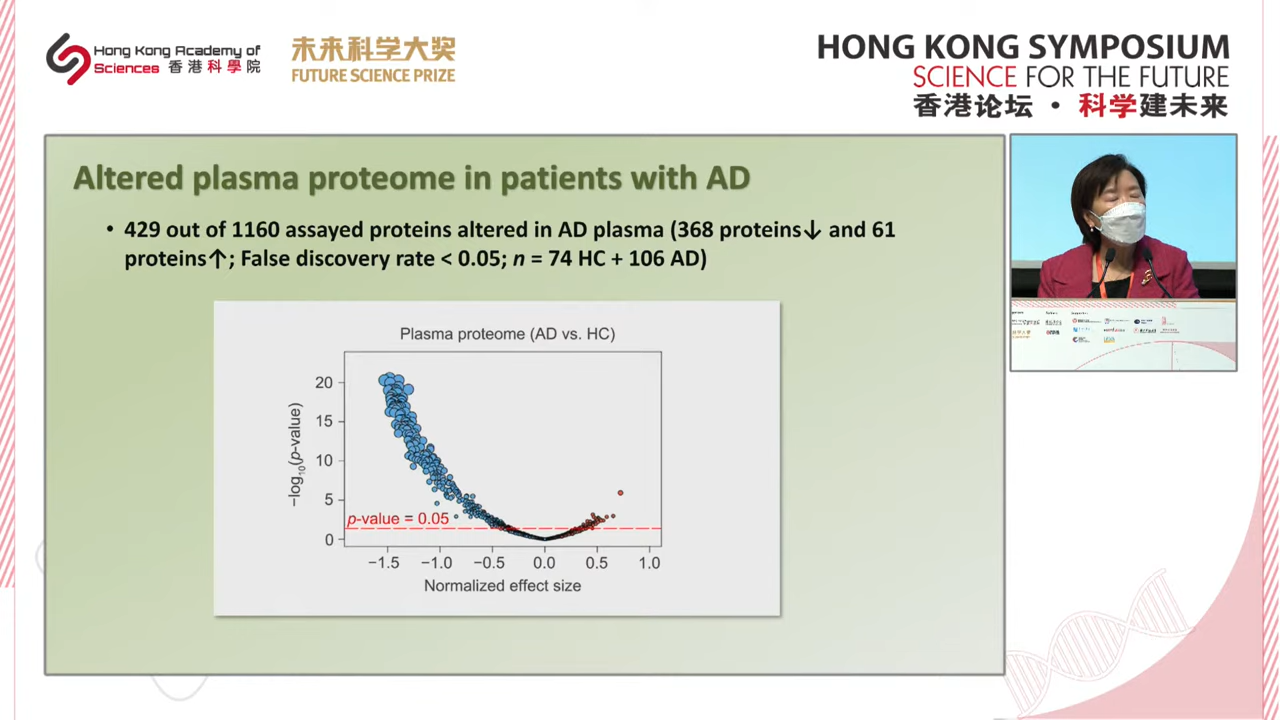 Hong Kong Academy of
Sciences 香港科學院
未来科学大奖
FUTURE SCIENCE PRIZE
HONG KONG SYMPOSIUM
SCIENCE FOR THE FUTURE
香港论坛 · 科学建未来
Altered plasma proteome in patients with AD
• 429 out of 1160 assayed proteins altered in AD plasma (368 proteins↓ and 61
proteins↑; False discovery rate < 0.05; n = 74 HC + 106 AD)
Plasma proteome (AD vs. HC)
−log10(p-value)
20
15
10
5
0
p-value = 0.05
−1.5 −1.0 −0.5 0.0 0.5 1.0
Normalized effect size